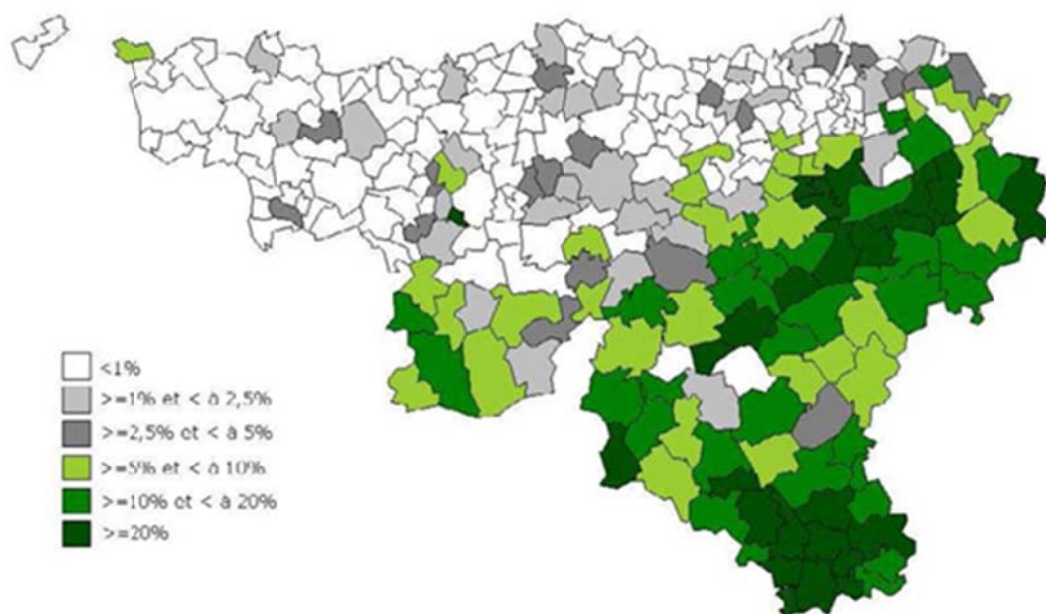 <1%
>=1% et < à 2,5%
>=2,5% et < à 5%
>=5% et < à 10%
>=10% et < à 20%
>=20%